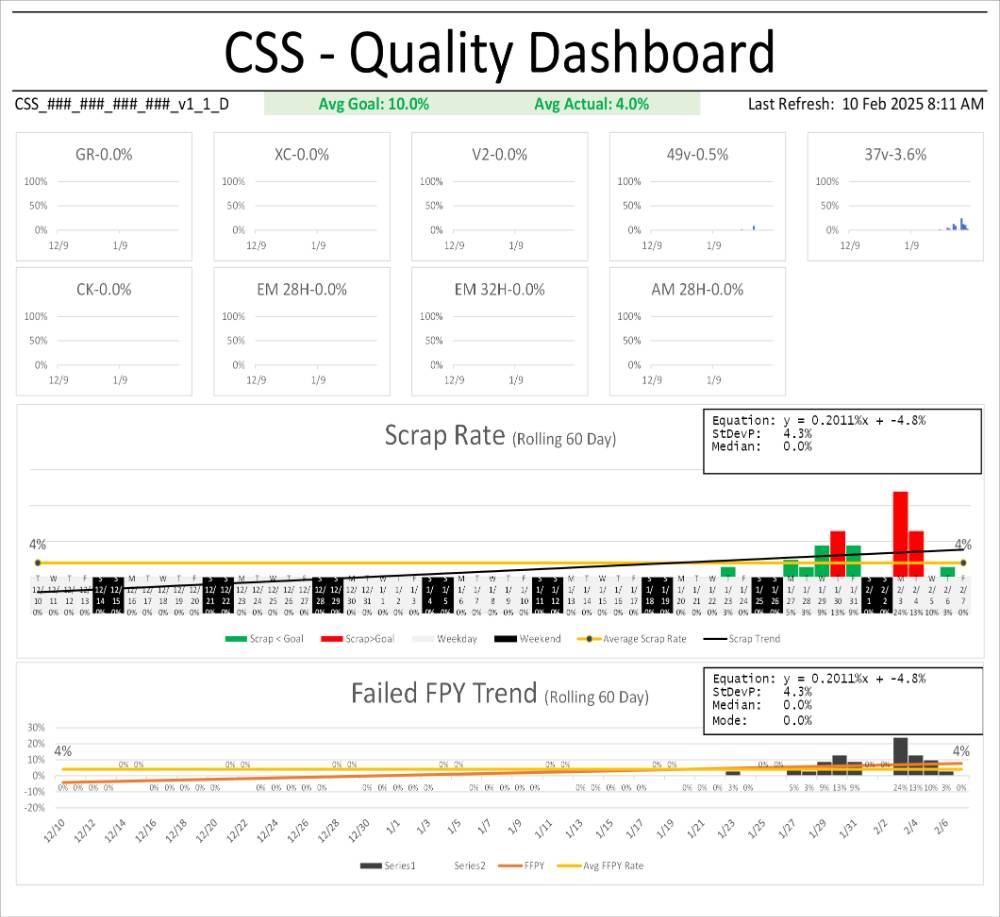 CSS - Quality Dashboard
CSS_###_###_###_###_v1_1_D Avg Goal: 10.0% Avg Actual: 4.0% Last Refresh: 10 Feb 2025 8:11 AM
GR-0.0% XC-0.0% V2-0.0% 49v-0.5% 37v-3.6%
100% 100% 100% 100% 100%
50% 50% 50% 50% 50%
0% 0% 0% 0% 0%
12/9 1/9 12/9 1/9 12/9 1/9 12/9 1/9 12/9 1/9
CK-0.0% EM 28H-0.0% EM 32H-0.0% AM 28H-0.0%
100% 100% 100% 100%
50% 50% 50% 50%
0% 0% 0% 0%
12/9 1/9 12/9 1/9 12/9 1/9 12/9 1/9
Scrap Rate (Rolling 60 Day)
Equation: y = 0.2011%x + -4.8%
StDevP: 4.3%
Median: 0.0%
4% 4%
Scrap < Goal Scrap>Goal Weekday Weekend Average Scrap Rate Scrap Trend
Failed FPY Trend (Rolling 60 Day)
Equation: y = 0.2011%x + -4.8%
StDevP: 4.3%
Median: 0.0%
Mode: 0.0%
30%
20%
10%
0%
-10%
-20%
4% 4%
5% 3% 9% 13% 9% 24% 13% 10% 3% 0%
12/10 12/12 12/14 12/16 12/18 12/20 12/22 12/24 12/26 12/28 12/30 1/1 1/3 1/5 1/7 1/9 1/11 1/13 1/15 1/17 1/19 1/21 1/23 1/25 1/27 1/29 1/31 2/2 2/4 2/6
Series1 Series2 FFPY Avg FFPY Rate